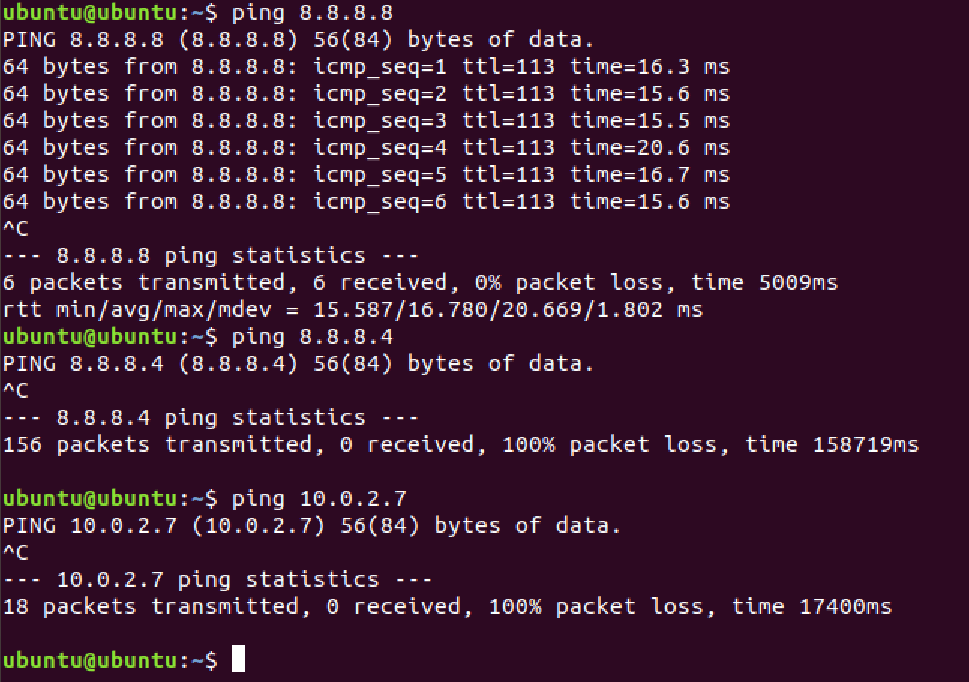 ubuntu@ubuntu:~$ ping 8.8.8.8
PING 8.8.8.8 (8.8.8.8) 56(84) bytes of data.
64 bytes from 8.8.8.8: icmp_seq=1 ttl=113 time=16.3 ms
64 bytes from 8.8.8.8: icmp_seq=2 ttl=113 time=15.6 ms
64 bytes from 8.8.8.8: icmp_seq=3 ttl=113 time=15.5 ms
64 bytes from 8.8.8.8: icmp_seq=4 ttl=113 time=20.6 ms
64 bytes from 8.8.8.8: icmp_seq=5 ttl=113 time=16.7 ms
64 bytes from 8.8.8.8: icmp_seq=6 ttl=113 time=15.6 ms
^C
--- 8.8.8.8 ping statistics ---
6 packets transmitted, 6 received, 0% packet loss, time 5009ms
rtt min/avg/max/mdev = 15.587/16.780/20.669/1.802 ms
ubuntu@ubuntu:~$ ping 8.8.8.4
PING 8.8.8.4 (8.8.8.4) 56(84) bytes of data.
^C
--- 8.8.8.4 ping statistics ---
156 packets transmitted, 0 received, 100% packet loss, time 158719ms
ubuntu@ubuntu:~$ ping 10.0.2.7
PING 10.0.2.7 (10.0.2.7) 56(84) bytes of data.
^C
--- 10.0.2.7 ping statistics ---
18 packets transmitted, 0 received, 100% packet loss, time 17400ms
ubuntu@ubuntu:~$